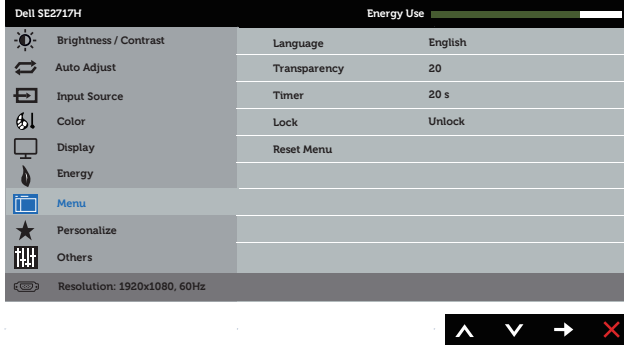 Dell SE2717H Energy Use
Brightness / Contrast
Auto Adjust
Input Source
Color
Display
Energy
Menu
Personalize
Others
Language English
Transparency 20
Timer 20 s
Lock Unlock
Reset Menu
Resolution: 1920x1080, 60Hz